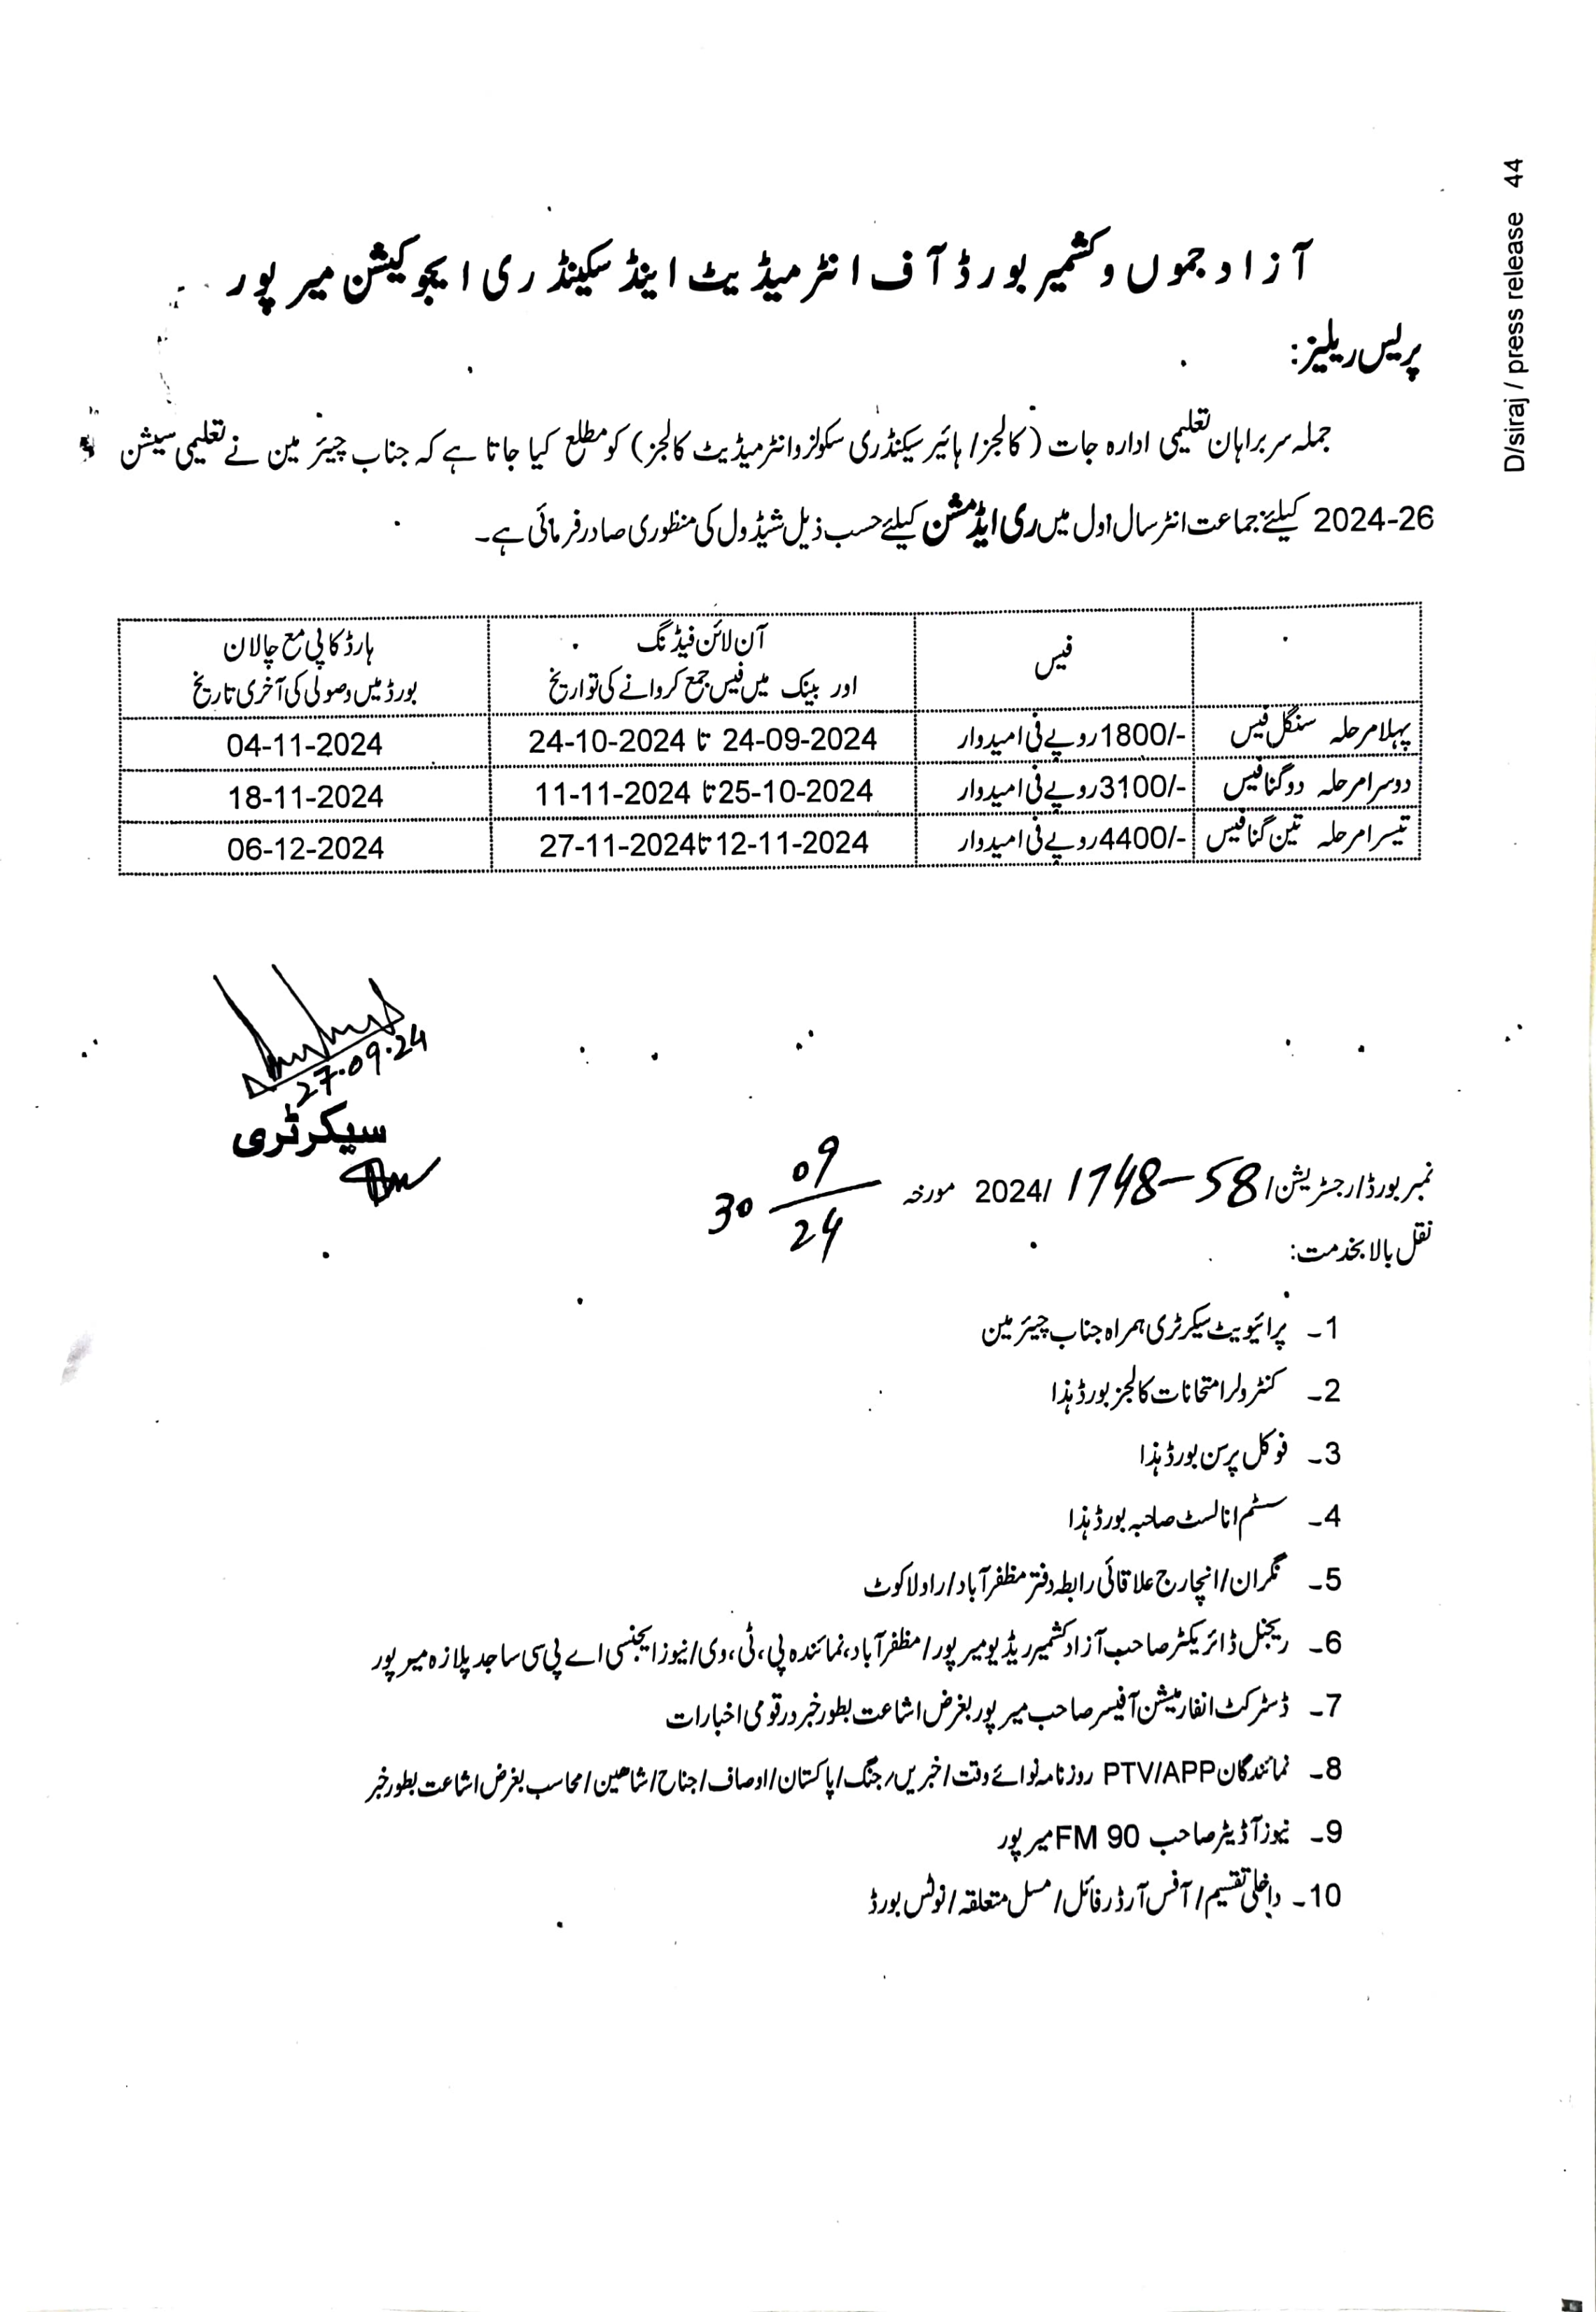 D/siraj / press release 44
آزاد جموں و کشمیر بورڈ آف انٹرمیڈیٹ اینڈ سکینڈری ایجوکیشن میرپور
پریس ریلیز:
جملہ سربراہان تعلیمی ادارہ جات (کالجز/ہائیر سیکنڈری سکولز وانٹرمیڈیٹ کالجز) کو مطلع کیا جاتا ہے کہ جناب چیئرمین نے تعلیمی سیشن
2024-26 کیلئے جماعت انٹر سال اول میں ری ایڈمشن کیلئے حسب ذیل شیڈول کی منظوری صادر فرمائی ہے۔
فیس آن لائن فیڈنگ ہارڈ کاپی مع چالان
اور بینک میں فیس جمع کروانے کی تواریخ بورڈ میں وصولی کی آخری تاریخ
پہلا مرحلہ سنگل فیس 1800/- روپے فی امیدوار 24-09-2024 تا 24-10-2024 04-11-2024
دوسرا مرحلہ دوگنا فیس 3100/- روپے فی امیدوار 25-10-2024 تا 11-11-2024 18-11-2024
تیسرا مرحلہ تین گنا فیس 4400/- روپے فی امیدوار 12-11-2024 تا 27-11-2024 06-12-2024
27.09.24
سیکرٹری
نمبر بورڈ/رجسٹریشن/ 1748-58 /2024 مورخہ 30 09/24
نقل بالا بخدمت:
1۔ پرائیویٹ سیکرٹری ہمراہ جناب چیئرمین
2۔ کنٹرولر امتحانات کالجز بورڈ ہذا
3۔ فوکل پرسن بورڈ ہذا
4۔ سسٹم انالسٹ صاحبہ بورڈ ہذا
5۔ نگران/انچارج علاقائی رابطہ دفتر مظفرآباد/راولاکوٹ
6۔ ریجنل ڈائریکٹر صاحب آزاد کشمیر ریڈیو میرپور/مظفرآباد، نمائندہ پی، ٹی، وی/نیوز ایجنسی اے پی سی ساجد پلازہ میرپور
7۔ ڈسٹرکٹ انفارمیشن آفیسر صاحب میرپور بغرض اشاعت بطور خبر در قومی اخبارات
8۔ نمائندگان PTV/APP روزنامہ نوائے وقت/خبریں/جنگ/پاکستان/اوصاف/جناح/شاھین/محاسب بغرض اشاعت بطور خبر
9۔ نیوز آڈیٹر صاحب FM 90 میرپور
10۔ داخلی تقسیم/آفس آرڈر فائل/مسل متعلقہ/نوٹس بورڈ